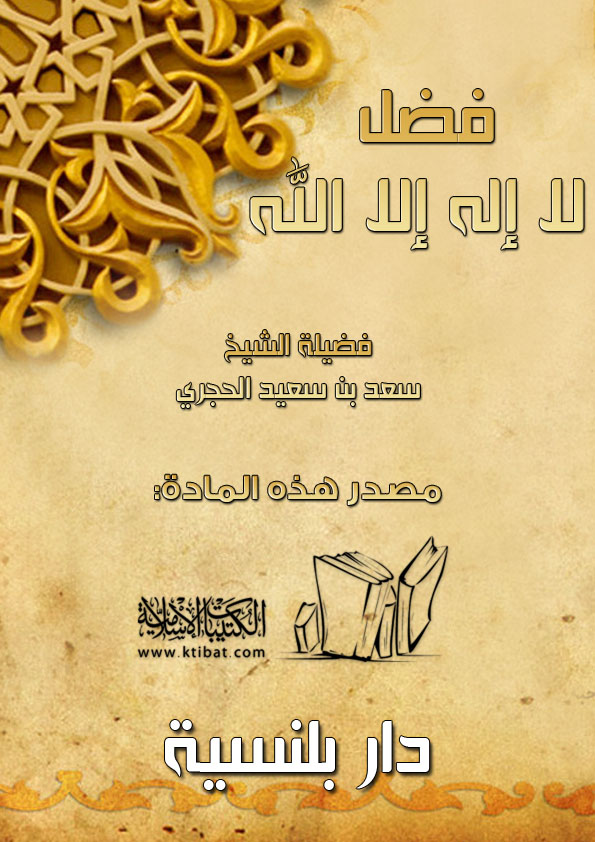 فضل
لا إله إلا الله
فضيلة الشيخ
سعد بن سعيد الحجري
مصدر هذه المادة:
الكتيبات الإسلامية
www.ktibat.com
دار بلنسية